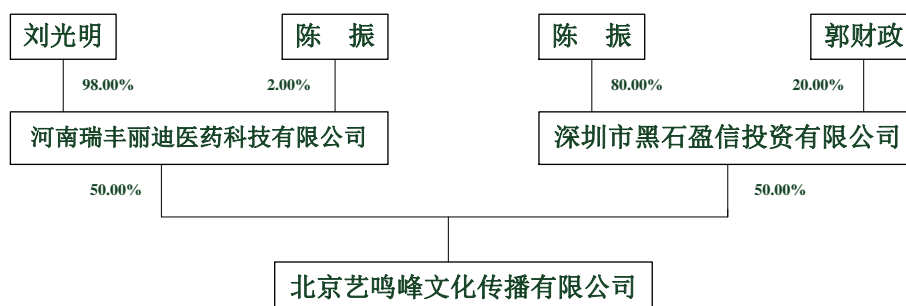 刘光明
陈 振
陈 振
郭财政
98.00%
2.00%
80.00%
20.00%
河南瑞丰丽迪医药科技有限公司
深圳市黑石盈信投资有限公司
50.00%
50.00%
北京艺鸣峰文化传播有限公司